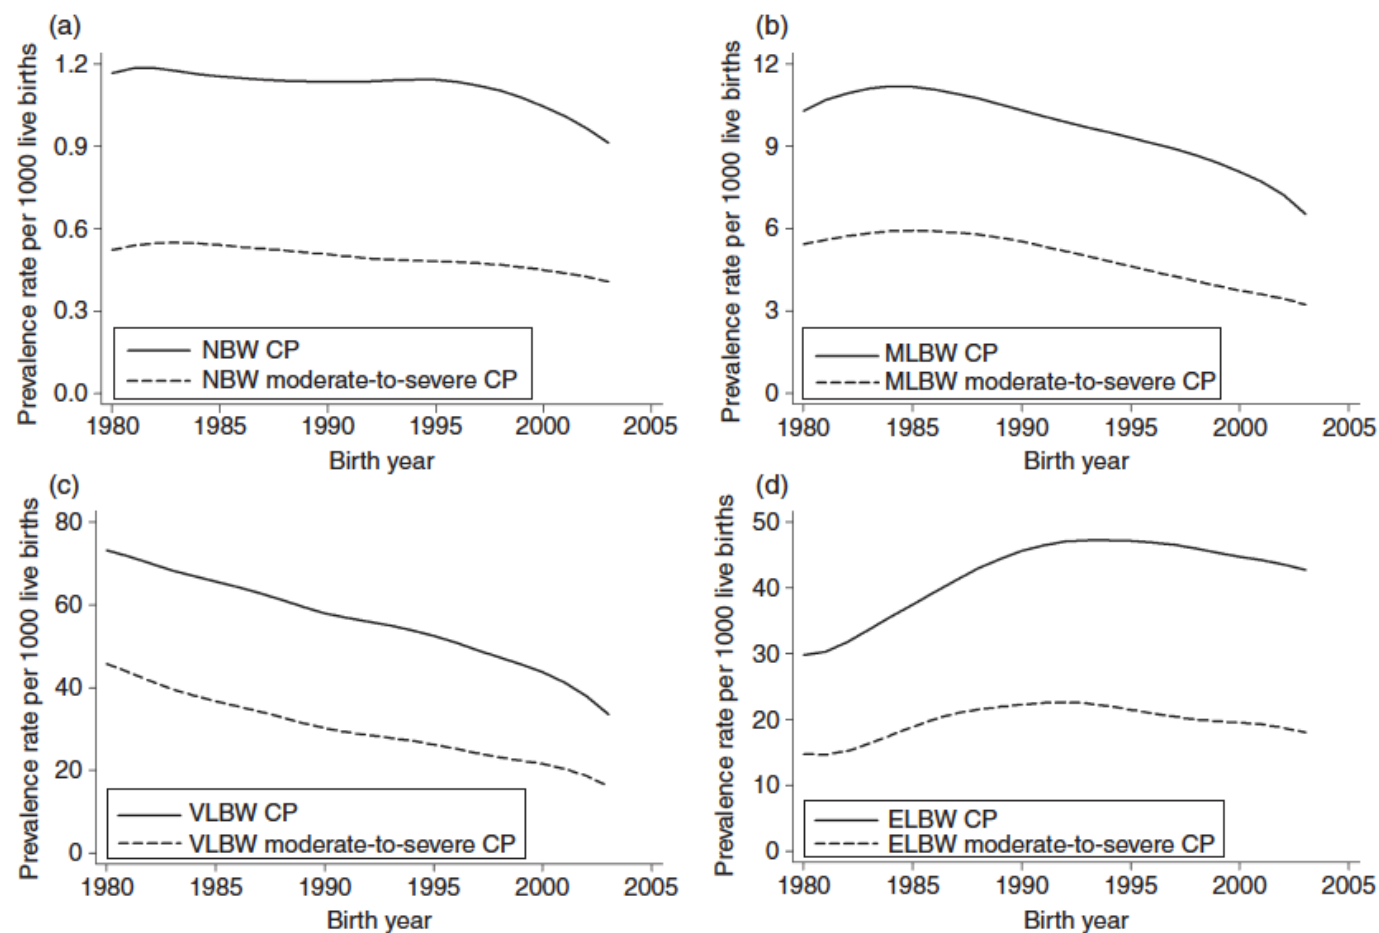 (a)
Prevalence rate per 1000 live births
1.2
0.9
0.6
0.3
0.0
NBW CP
NBW moderate-to-severe CP
1980 1985 1990 1995 2000 2005
Birth year
(b)
Prevalence rate per 1000 live births
12
9
6
3
0
MLBW CP
MLBW moderate-to-severe CP
1980 1985 1990 1995 2000 2005
Birth year
(c)
Prevalence rate per 1000 live births
80
60
40
20
0
VLBW CP
VLBW moderate-to-severe CP
1980 1985 1990 1995 2000 2005
Birth year
(d)
Prevalence rate per 1000 live births
50
40
30
20
10
0
ELBW CP
ELBW moderate-to-severe CP
1980 1985 1990 1995 2000 2005
Birth year